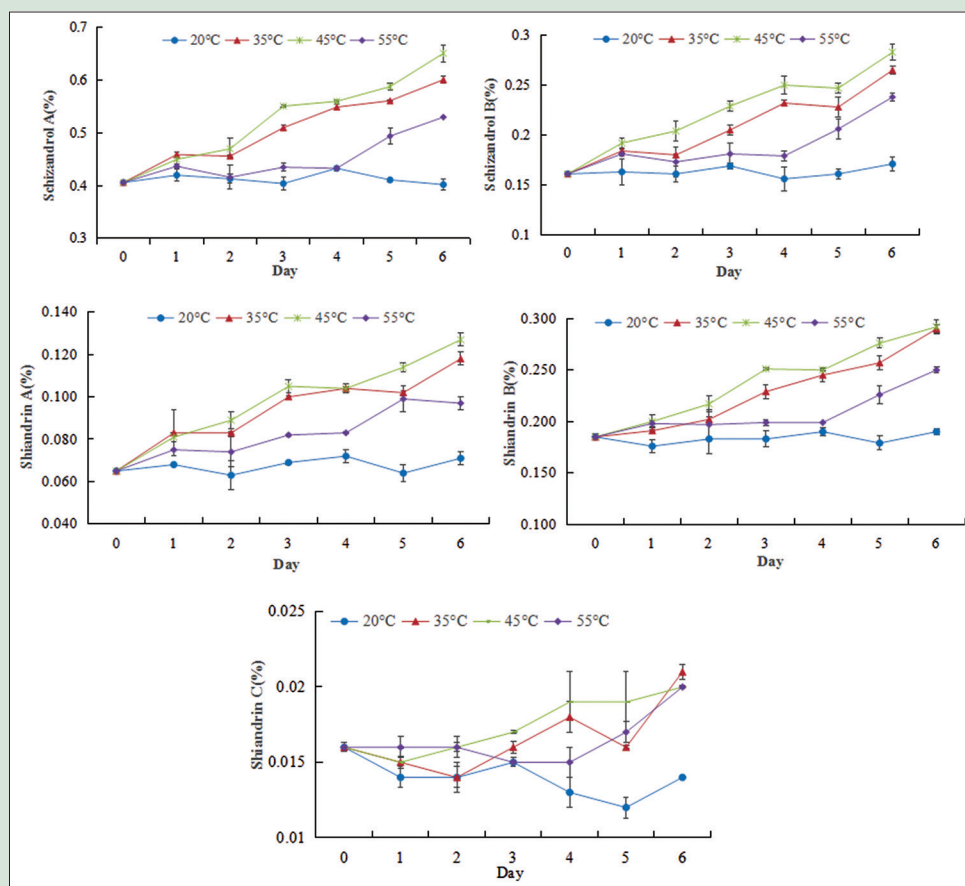 20°C 35°C 45°C 55°C
Schizandrol A(%)
0.7
0.6
0.5
0.4
0.3
0 1 2 3 4 5 6
Day
20°C 35°C 45°C 55°C
Schizandrol B(%)
0.3
0.25
0.2
0.15
0.1
0 1 2 3 4 5 6
Day
20°C 35°C 45°C 55°C
Shiandrin A(%)
0.140
0.120
0.100
0.080
0.060
0.040
0 1 2 3 4 5 6
Day
20°C 35°C 45°C 55°C
Shiandrin B(%)
0.300
0.250
0.200
0.150
0.100
0 1 2 3 4 5 6
Day
20°C 35°C 45°C 55°C
Shiandrin C(%)
0.025
0.02
0.015
0.01
0 1 2 3 4 5 6
Day